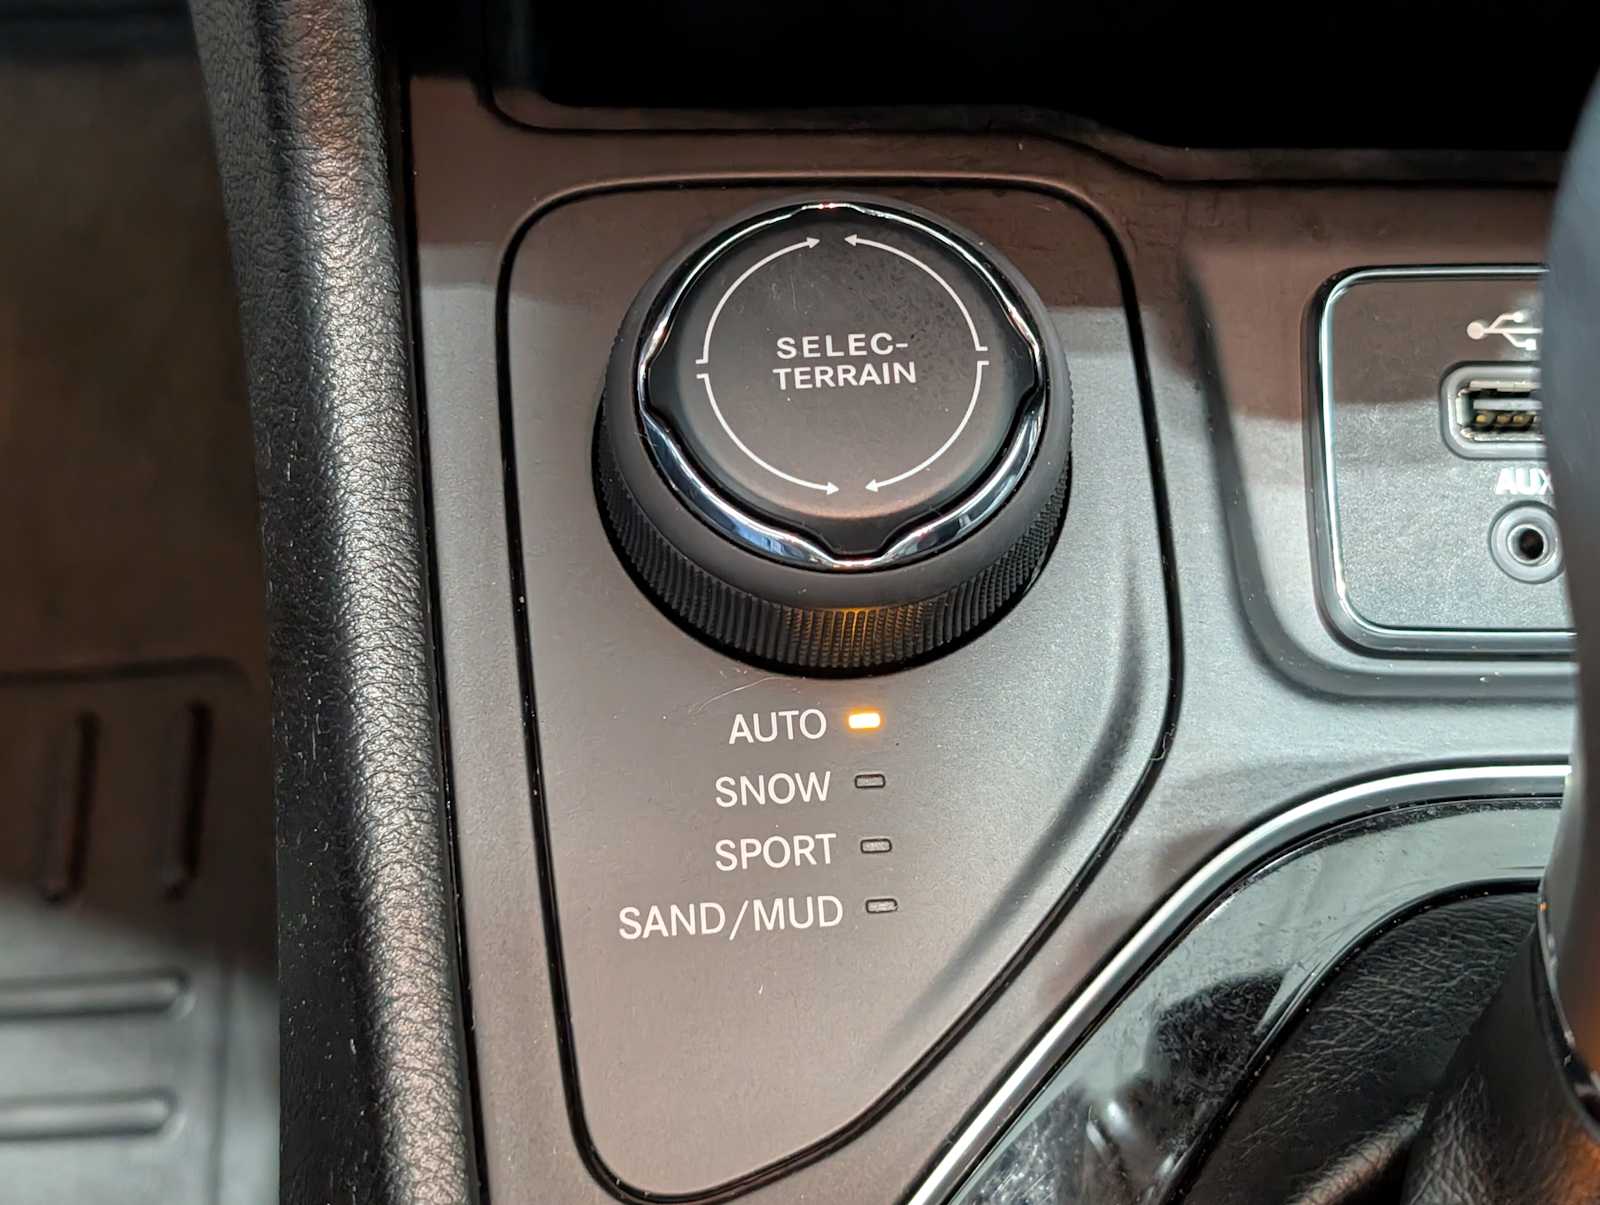 SELEC-
TERRAIN
AUX
AUTO
SNOW
SPORT
SAND/MUD